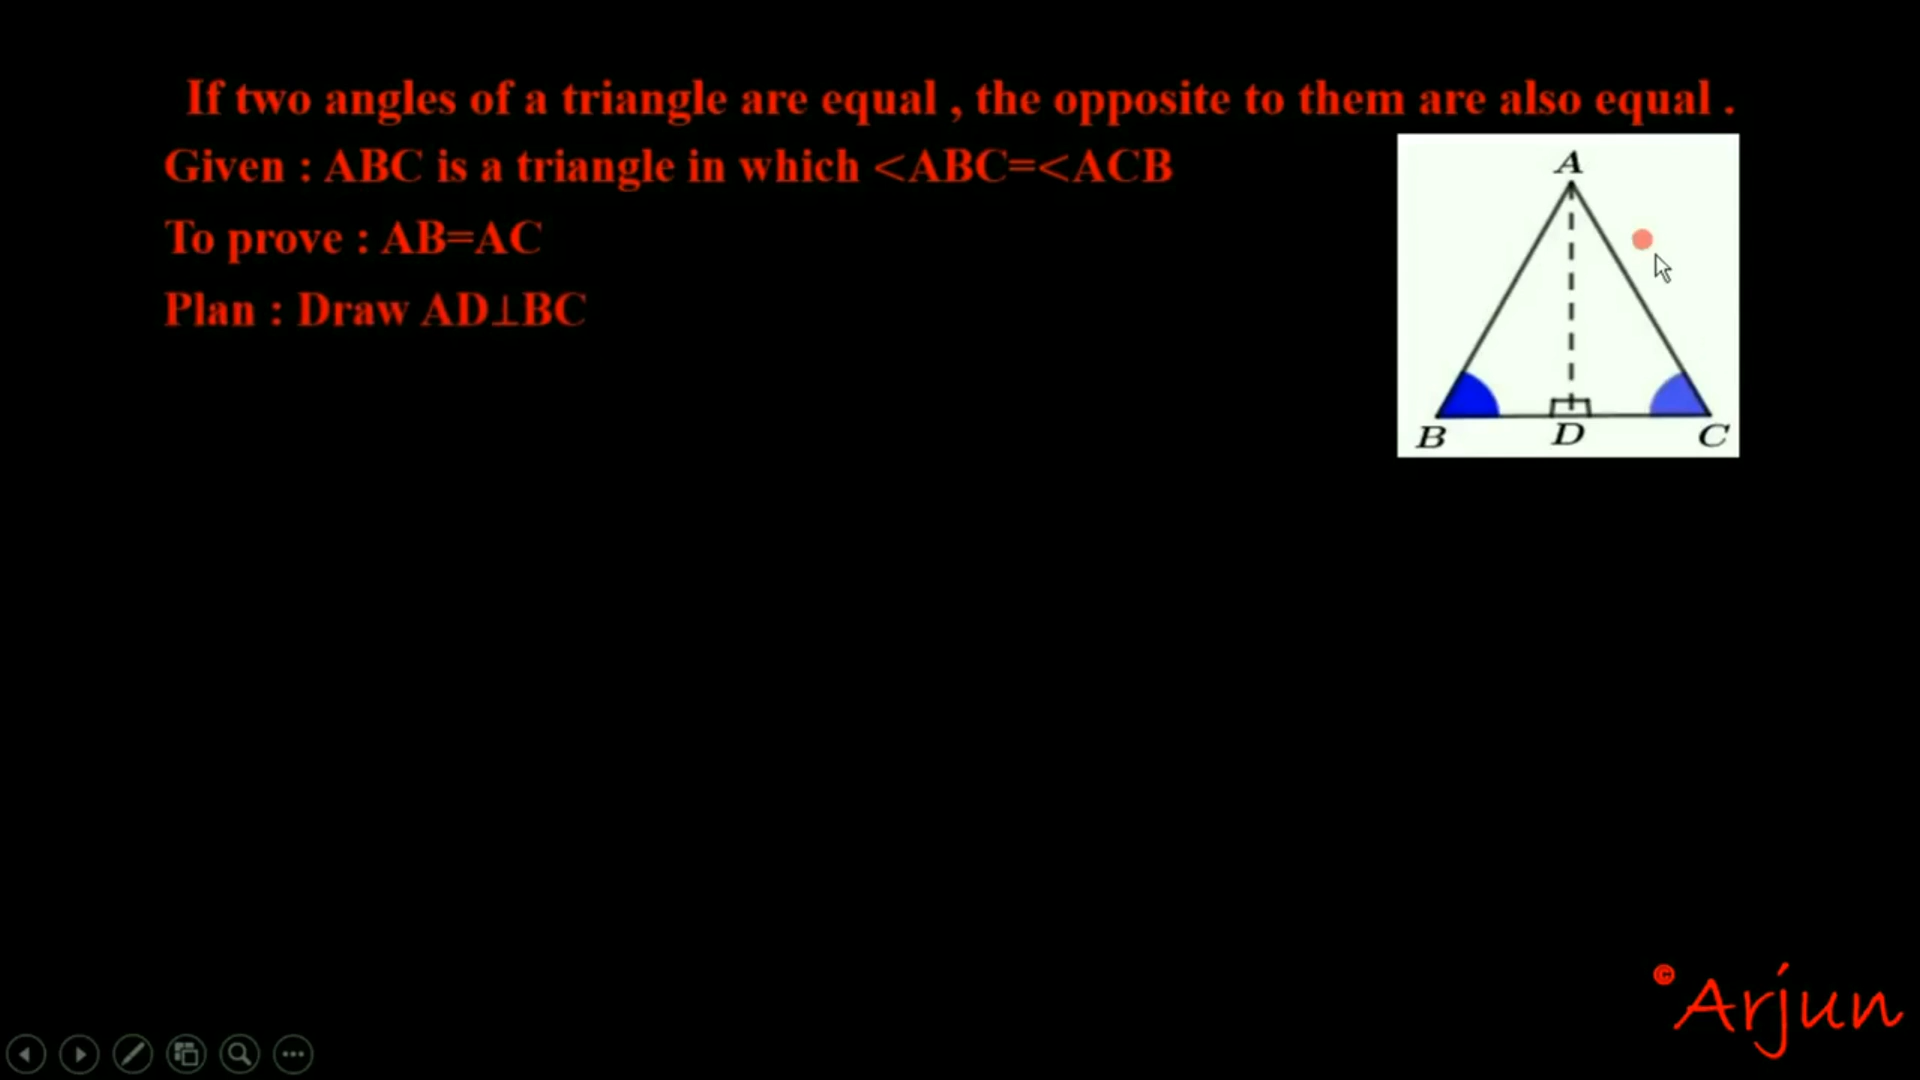 If two angles of a triangle are equal , the opposite to them are also equal .
Given : ABC is a triangle in which <ABC=<ACB
To prove : AB=AC
Plan : Draw AD⊥BC
A
B D C
© Arjun